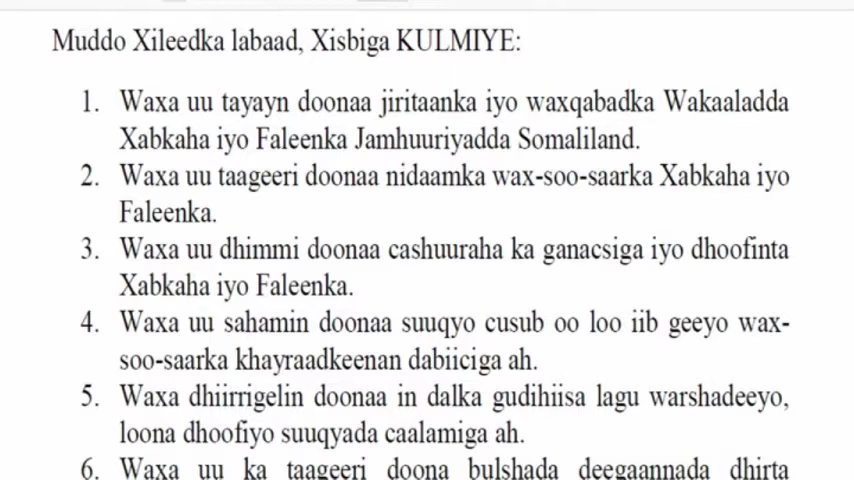 Muddo Xileedka labaad, Xisbiga KULMIYE:
1. Waxa uu tayayn doonaa jiritaanka iyo waxqabadka Wakaaladda
Xabkaha iyo Faleenka Jamhuuriyadda Somaliland.
2. Waxa uu taageeri doonaa nidaamka wax-soo-saarka Xabkaha iyo
Faleenka.
3. Waxa uu dhimmi doonaa cashuuraha ka ganacsiga iyo dhoofinta
Xabkaha iyo Faleenka.
4. Waxa uu sahamin doonaa suuqyo cusub oo loo iib geeyo wax-
soo-saarka khayraadkeenan dabiiciga ah.
5. Waxa dhiirrigelin doonaa in dalka gudihiisa lagu warshadeeyo,
loona dhoofiyo suuqyada caalamiga ah.
6. Waxa uu ka taageeri doona bulshada deegaannada dhirta